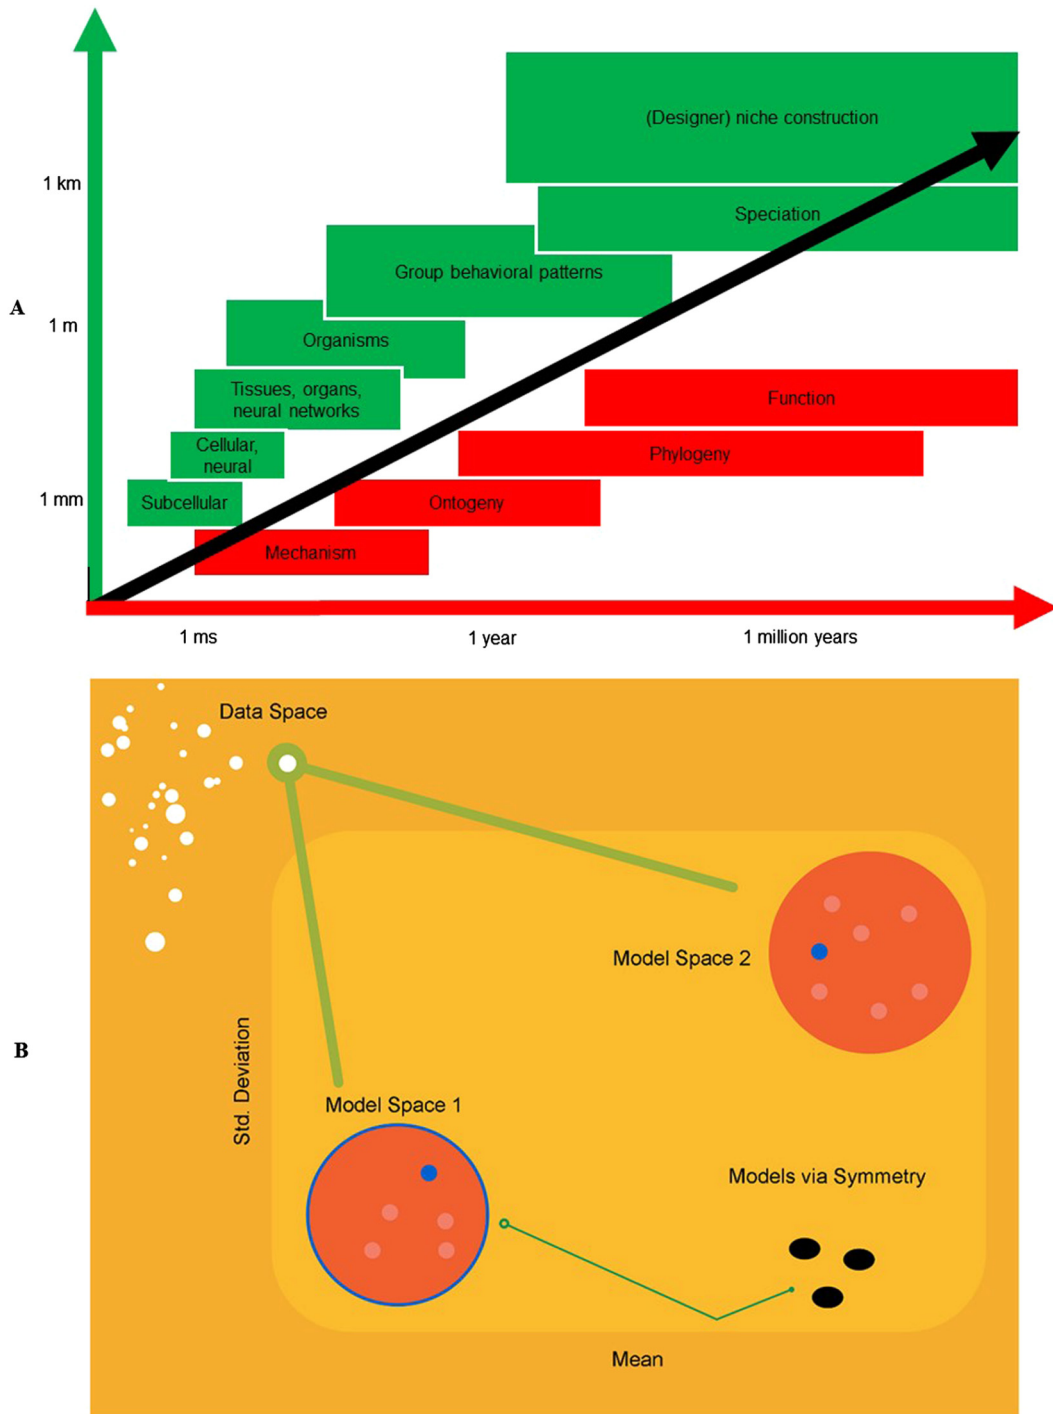 (Designer) niche construction
1 km
Speciation
Group behavioral patterns
A
1 m
Organisms
Tissues, organs,
neural networks
Function
Cellular,
neural
Phylogeny
1 mm
Subcellular
Ontogeny
Mechanism
1 ms
1 year
1 million years
Data Space
Model Space 2
B
Std. Deviation
Model Space 1
Models via Symmetry
Mean